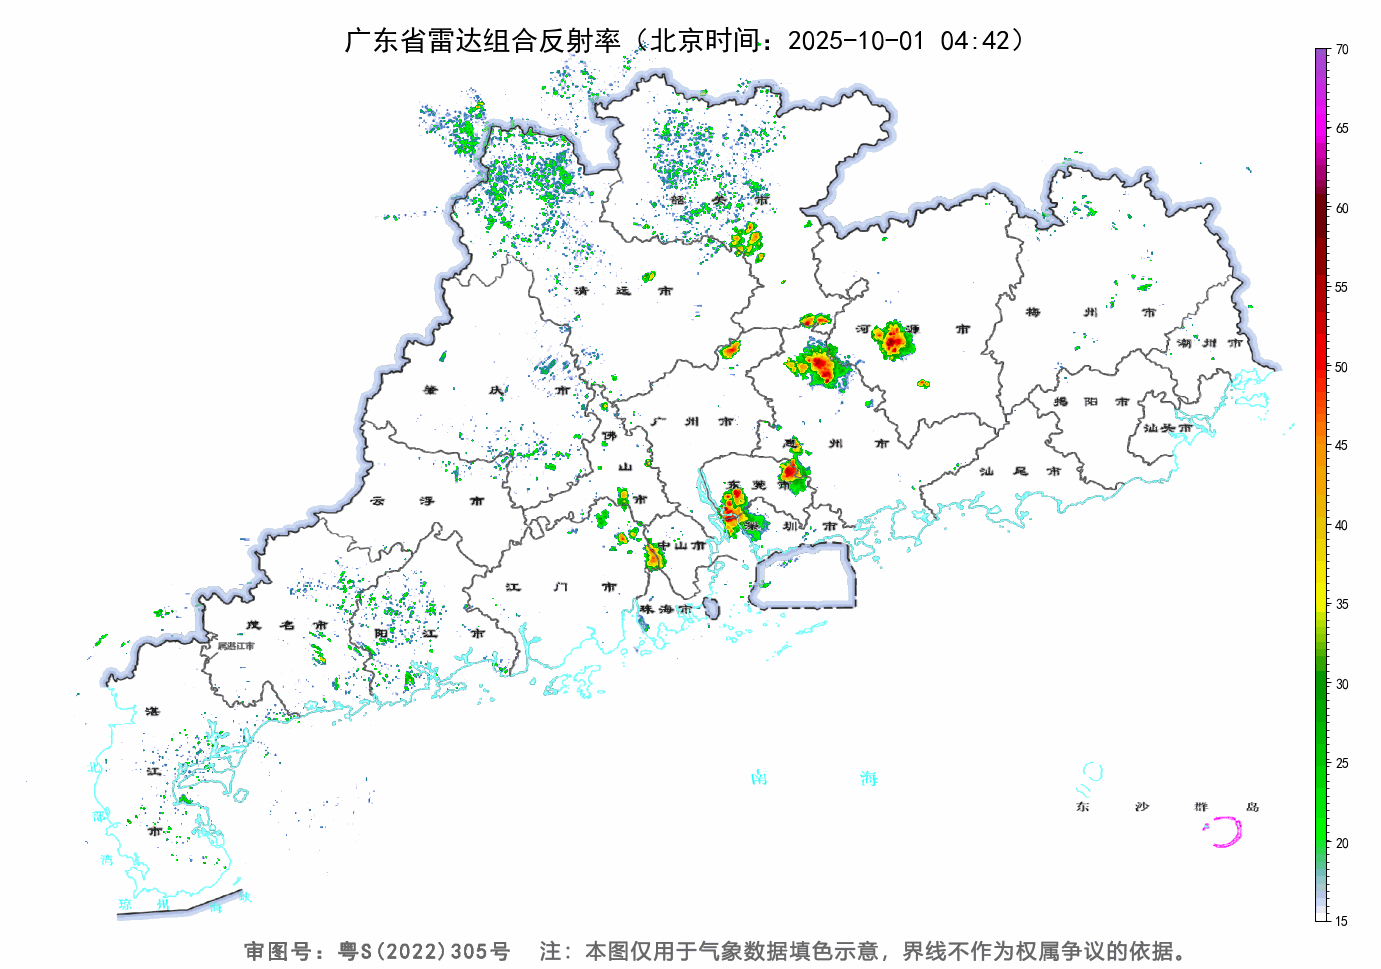 广东省雷达组合反射率（北京时间：2025-10-01 04:42）
70
65
60
55
50
45
40
35
30
25
20
15
韶关市
清远市
河源市
梅州市
潮州市
肇庆市
广州市
佛山市
惠州市
揭阳市
汕头市
汕尾市
云浮市
东莞市
深圳市
中山市
江门市
珠海市
茂名市
阳江市
属湛江市
湛江市
北部湾
琼州海峡
南海
东沙群岛
审图号：粤S(2022)305号 注：本图仅用于气象数据填色示意，界线不作为权属争议的依据。